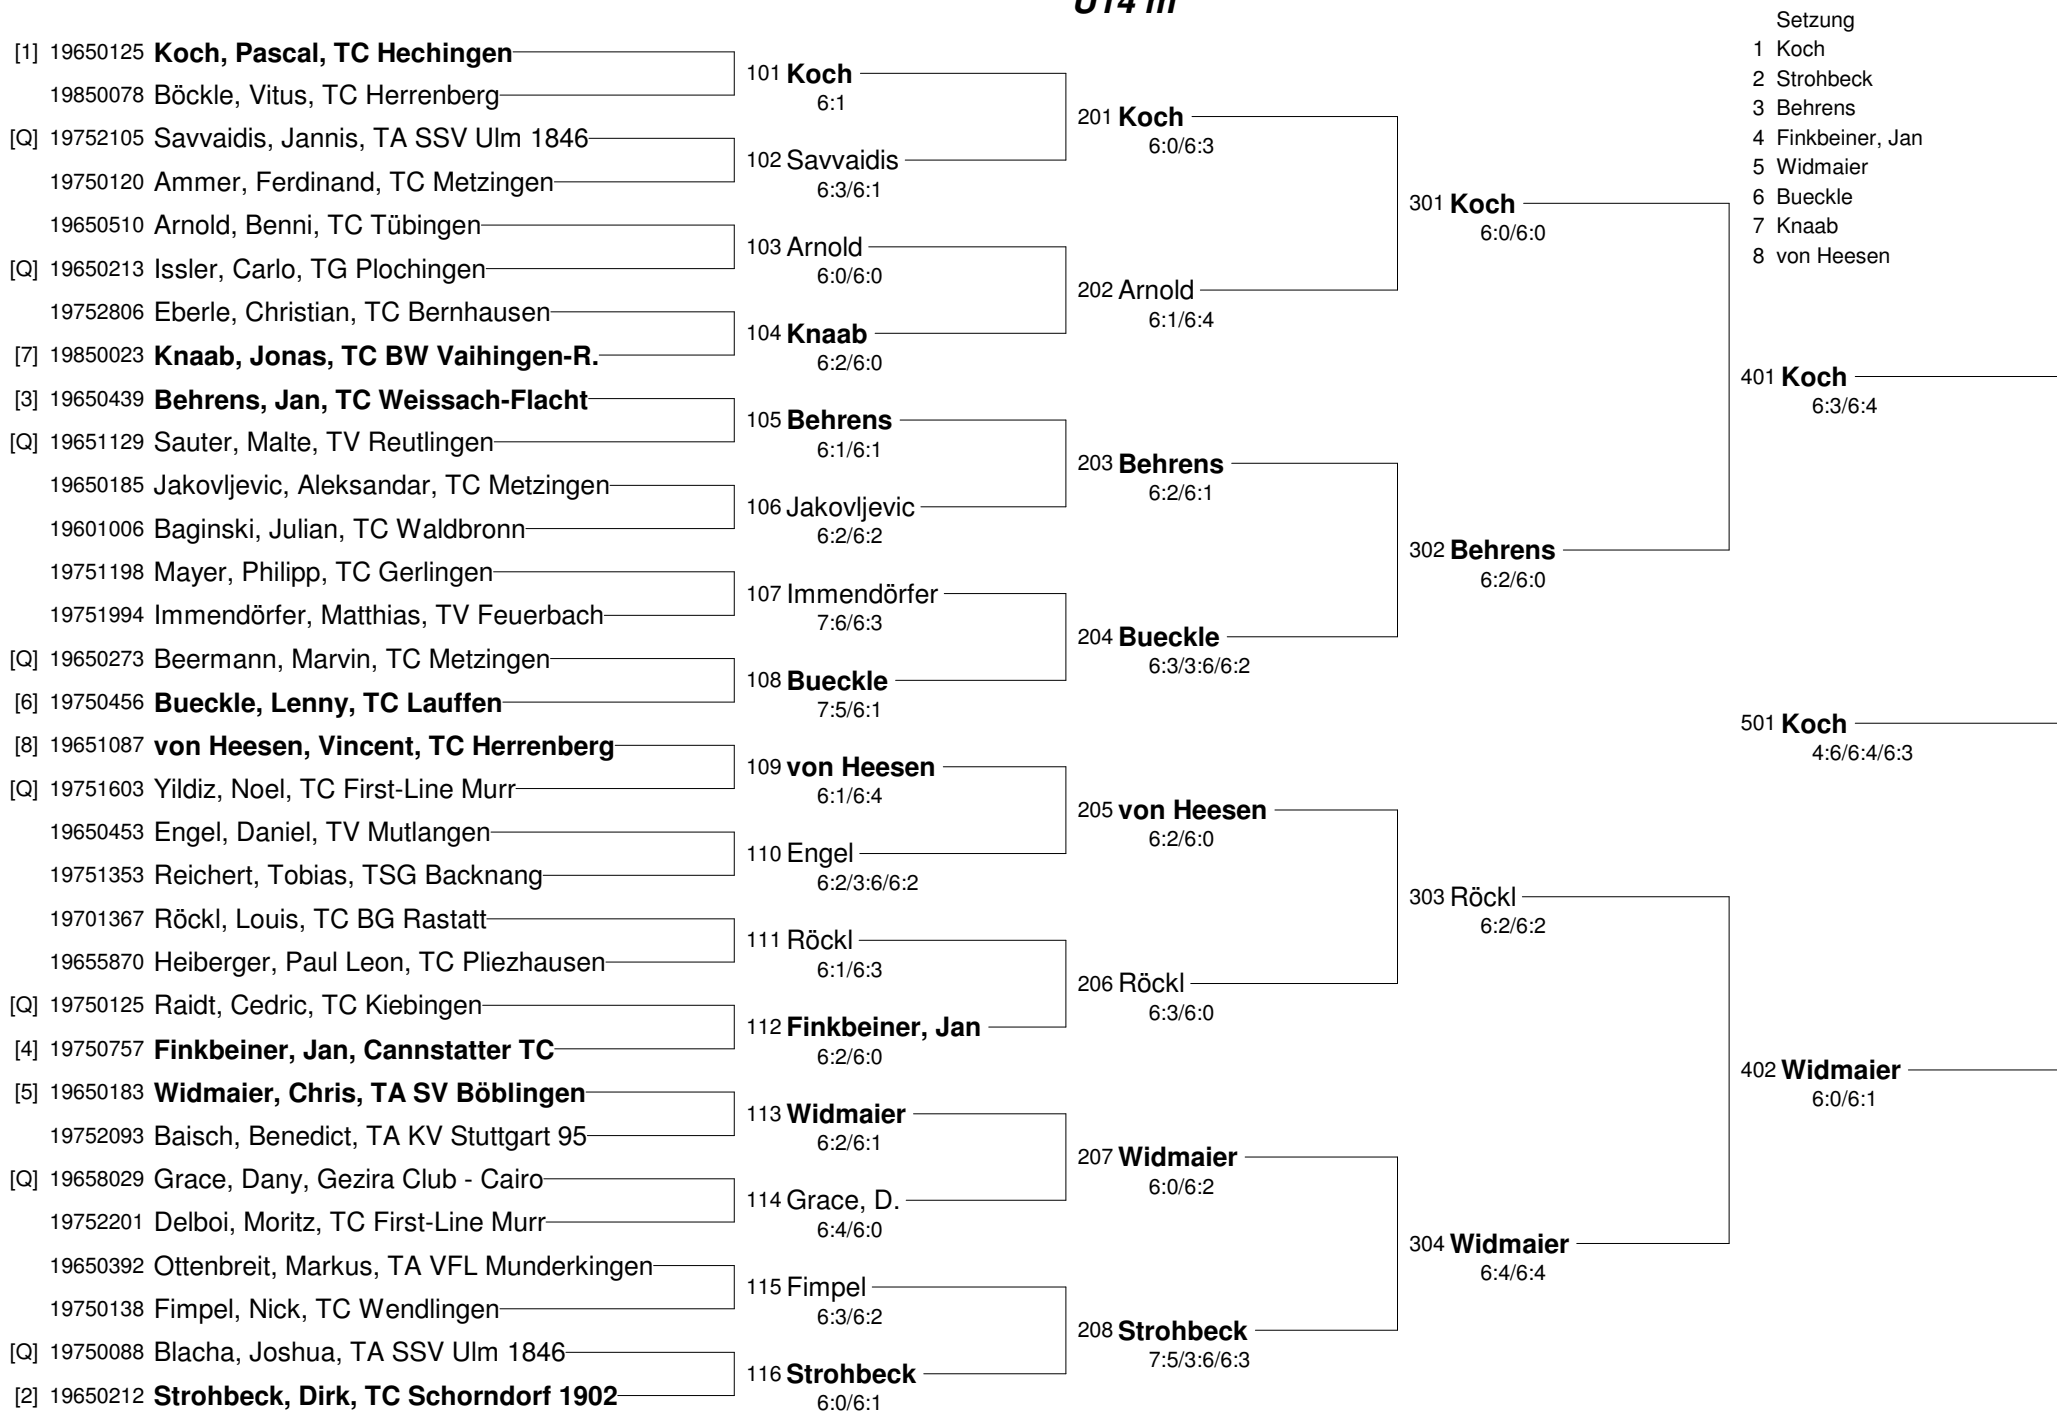 U14 m
Setzung
1 Koch
2 Strohbeck
3 Behrens
4 Finkbeiner, Jan
5 Widmaier
6 Bueckle
7 Knaab
8 von Heesen
[1] 19650125 Koch, Pascal, TC Hechingen
19850078 Böckle, Vitus, TC Herrenberg
[Q] 19752105 Savvaidis, Jannis, TA SSV Ulm 1846
19750120 Ammer, Ferdinand, TC Metzingen
19650510 Arnold, Benni, TC Tübingen
[Q] 19650213 Issler, Carlo, TG Plochingen
19752806 Eberle, Christian, TC Bernhausen
[7] 19850023 Knaab, Jonas, TC BW Vaihingen-R.
[3] 19650439 Behrens, Jan, TC Weissach-Flacht
[Q] 19651129 Sauter, Malte, TV Reutlingen
19650185 Jakovljevic, Aleksandar, TC Metzingen
19601006 Baginski, Julian, TC Waldbronn
19751198 Mayer, Philipp, TC Gerlingen
19751994 Immendörfer, Matthias, TV Feuerbach
[Q] 19650273 Beermann, Marvin, TC Metzingen
[6] 19750456 Bueckle, Lenny, TC Lauffen
[8] 19651087 von Heesen, Vincent, TC Herrenberg
[Q] 19751603 Yildiz, Noel, TC First-Line Murr
19650453 Engel, Daniel, TV Mutlangen
19751353 Reichert, Tobias, TSG Backnang
19701367 Röckl, Louis, TC BG Rastatt
19655870 Heiberger, Paul Leon, TC Pliezhausen
[Q] 19750125 Raidt, Cedric, TC Kiebingen
[4] 19750757 Finkbeiner, Jan, Cannstatter TC
[5] 19650183 Widmaier, Chris, TA SV Böblingen
19752093 Baisch, Benedict, TA KV Stuttgart 95
[Q] 19658029 Grace, Dany, Gezira Club - Cairo
19752201 Delboi, Moritz, TC First-Line Murr
19650392 Ottenbreit, Markus, TA VFL Munderkingen
19750138 Fimpel, Nick, TC Wendlingen
[Q] 19750088 Blacha, Joshua, TA SSV Ulm 1846
[2] 19650212 Strohbeck, Dirk, TC Schorndorf 1902
101 Koch
6:1
102 Savvaidis
6:3/6:1
103 Arnold
6:0/6:0
104 Knaab
6:2/6:0
105 Behrens
6:1/6:1
106 Jakovljevic
6:2/6:2
107 Immendörfer
7:6/6:3
108 Bueckle
7:5/6:1
109 von Heesen
6:1/6:4
110 Engel
6:2/3:6/6:2
111 Röckl
6:1/6:3
112 Finkbeiner, Jan
6:2/6:0
113 Widmaier
6:2/6:1
114 Grace, D.
6:4/6:0
115 Fimpel
6:3/6:2
116 Strohbeck
6:0/6:1
201 Koch
6:0/6:3
202 Arnold
6:1/6:4
203 Behrens
6:2/6:1
204 Bueckle
6:3/3:6/6:2
205 von Heesen
6:2/6:0
206 Röckl
6:3/6:0
207 Widmaier
6:0/6:2
208 Strohbeck
7:5/3:6/6:3
301 Koch
6:0/6:0
302 Behrens
6:2/6:0
303 Röckl
6:2/6:2
304 Widmaier
6:4/6:4
401 Koch
6:3/6:4
501 Koch
4:6/6:4/6:3
402 Widmaier
6:0/6:1